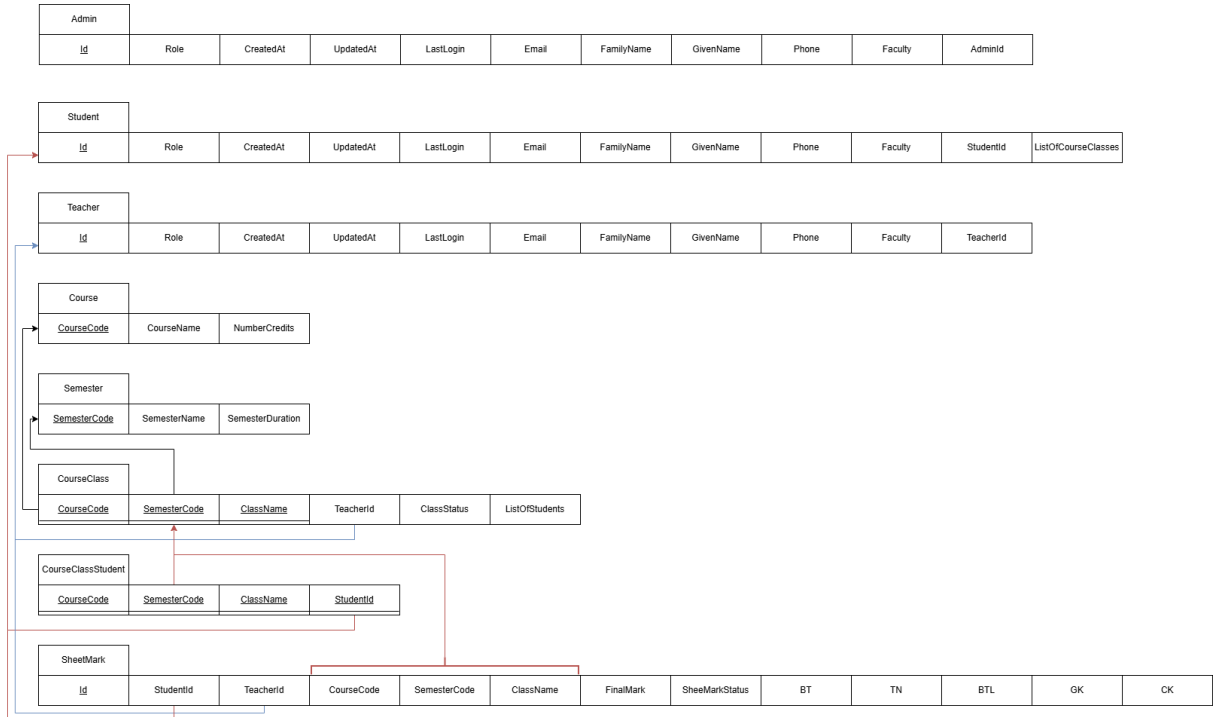 Admin
Id Role CreatedAt UpdatedAt LastLogin Email FamilyName GivenName Phone Faculty AdminId
Student
Id Role CreatedAt UpdatedAt LastLogin Email FamilyName GivenName Phone Faculty StudentId ListOfCourseClasses
Teacher
Id Role CreatedAt UpdatedAt LastLogin Email FamilyName GivenName Phone Faculty TeacherId
Course
CourseCode CourseName NumberCredits
Semester
SemesterCode SemesterName SemesterDuration
CourseClass
CourseCode SemesterCode ClassName TeacherId ClassStatus ListOfStudents
CourseClassStudent
CourseCode SemesterCode ClassName StudentId
SheetMark
Id StudentId TeacherId CourseCode SemesterCode ClassName FinalMark SheeMarkStatus BT TN BTL GK CK